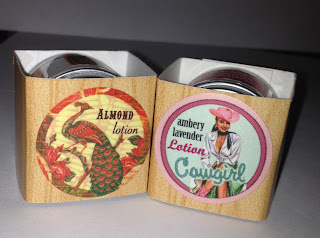 ALMOND
lotion
ambery
lavender
Lotion
Cowgirl